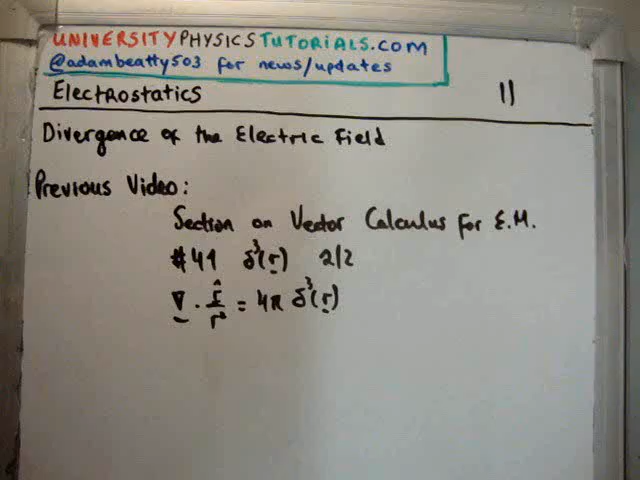 UNIVERSITYPHYSICSTUTORIALS.COM
@adambeatty503 for news/updates
Electrostatics 11
Divergence of the Electric Field
Previous Video:
Section on Vector Calculus For E.M.
#41 δ³(r) 2/2
∇ · r̂/r² = 4π δ³(r)